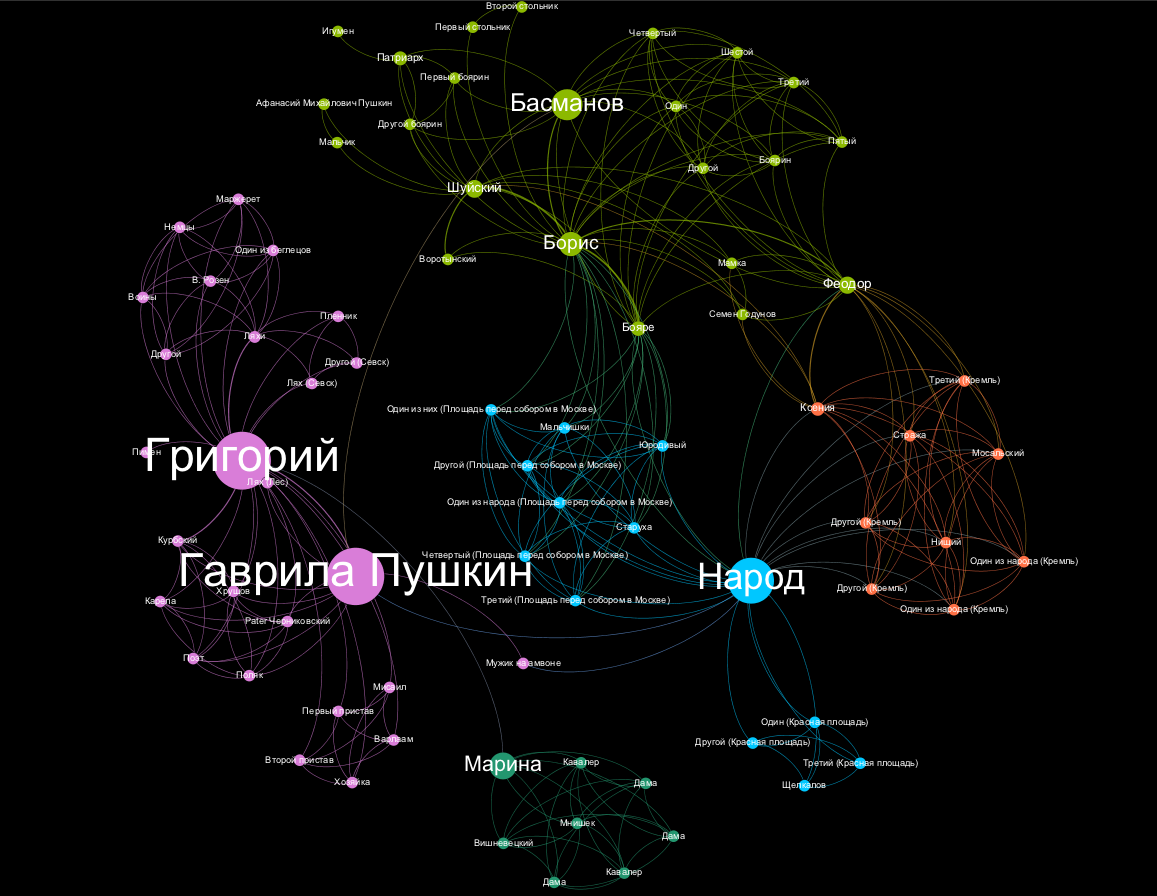 Второй стольник
Первый стольник
Игумен
Четвертый
Шестой
Патриарх
Первый боярин
Третий
Афанасий Михайлович Пушкин
Басманов
Один
Другой боярин
Мальчик
Пятый
Боярин
Другой
Шуйский
Маржерет
Немцы
Один из беглецов
Борис
Воротынский
Мамка
В. Розен
Феодор
Воины
Пленник
Семен Годунов
Бояре
Ляхи
Другой
Другой (Севск)
Лях (Севск)
Третий (Кремль)
Один из них (Площадь перед собором в Москве)
Ксения
Мальчишки
Стража
Юродивый
Пимен
Григорий
Мосальский
Другой (Площадь перед собором в Москве)
Лях (Лес)
Один из народа (Площадь перед собором в Москве)
Старуха
Другой (Кремль)
Курбский
Нищий
Четвертый (Площадь перед собором в Москве)
Один из народа (Кремль)
Гаврила Пушкин
Народ
Хрущов
Другой (Кремль)
Карела
Третий (Площадь перед собором в Москве)
Один из народа (Кремль)
Pater Черниковский
Поэт
Мужик на амвоне
Поляк
Мисаил
Первый пристав
Один (Красная площадь)
Варлаам
Другой (Красная площадь)
Второй пристав
Марина
Кавалер
Третий (Красная площадь)
Хозяйка
Дама
Щелкалов
Мнишек
Дама
Вишневецкий
Кавалер
Дама